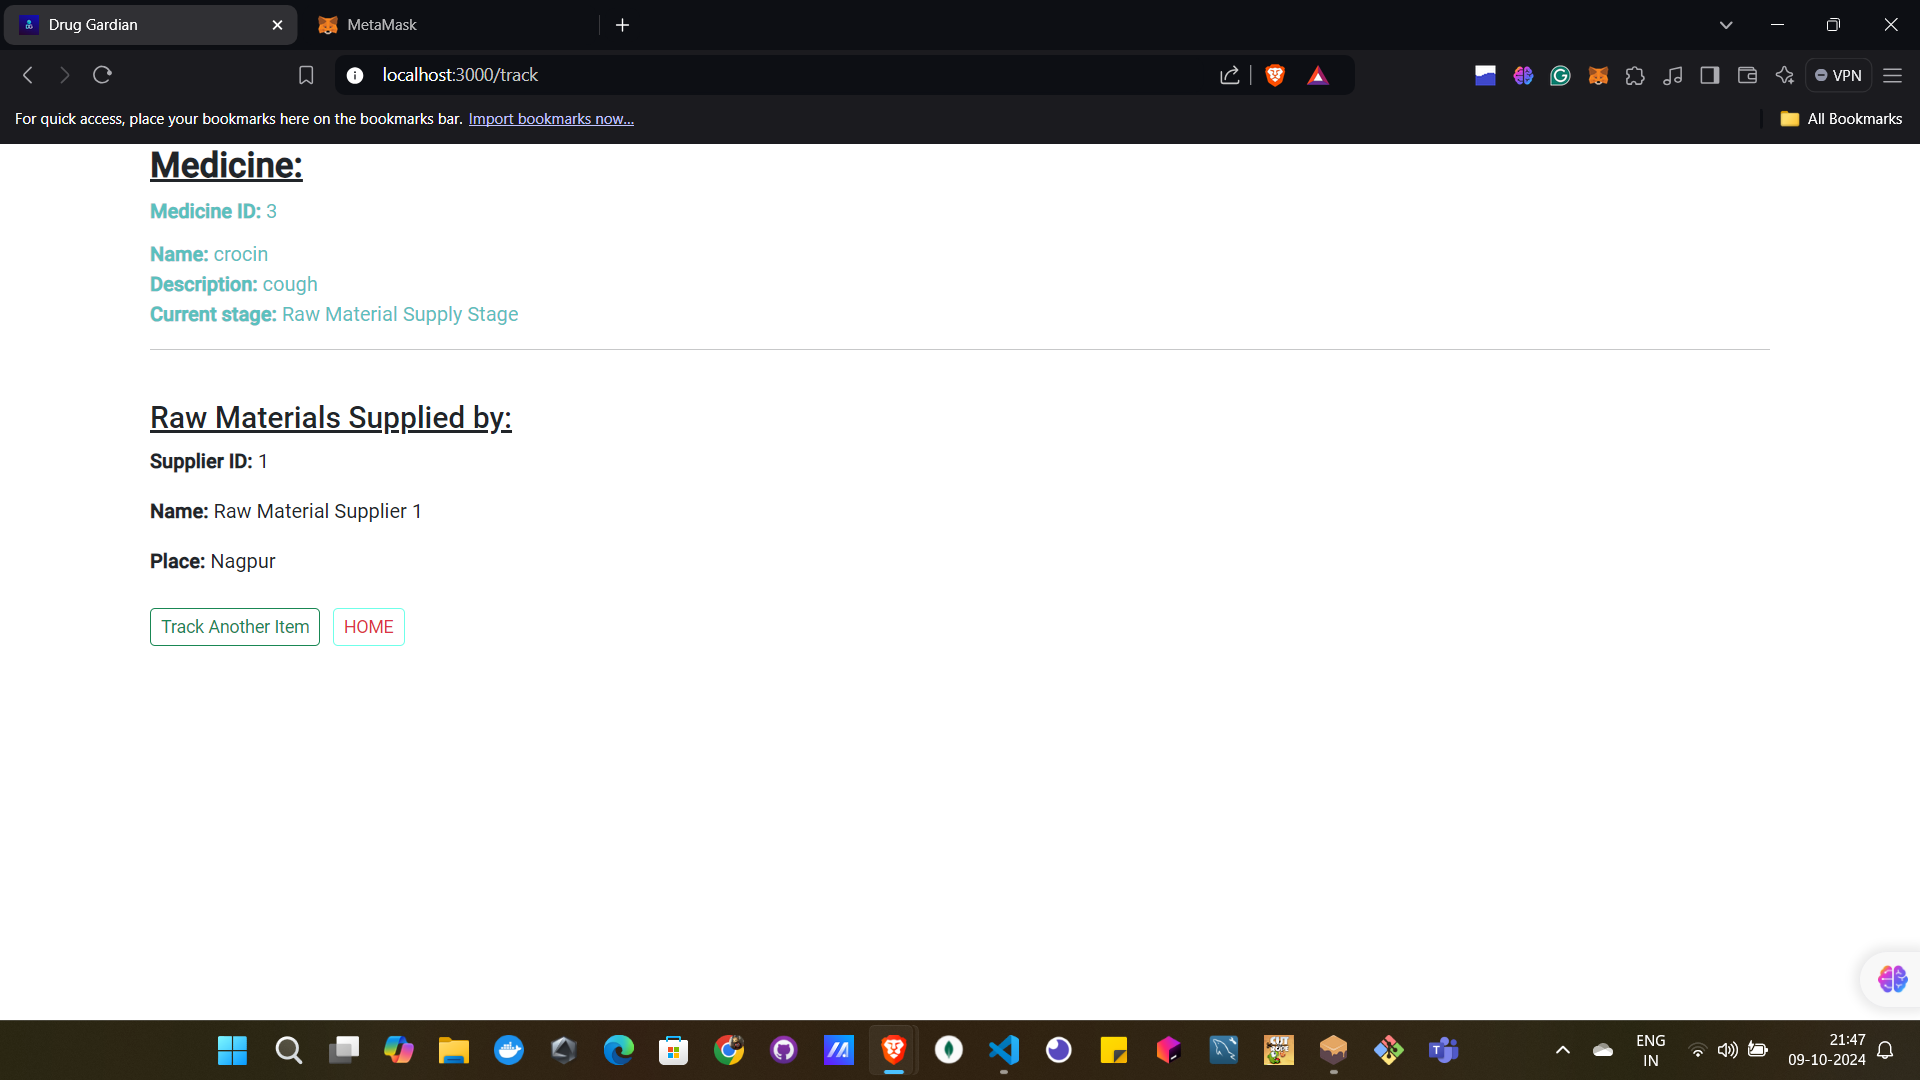 Drug Gardian
MetaMask
localhost:3000/track
VPN
For quick access, place your bookmarks here on the bookmarks bar. Import bookmarks now...
All Bookmarks
Medicine:
Medicine ID: 3
Name: crocin
Description: cough
Current stage: Raw Material Supply Stage
Raw Materials Supplied by:
Supplier ID: 1
Name: Raw Material Supplier 1
Place: Nagpur
Track Another Item
HOME
ENG
IN
21:47
09-10-2024